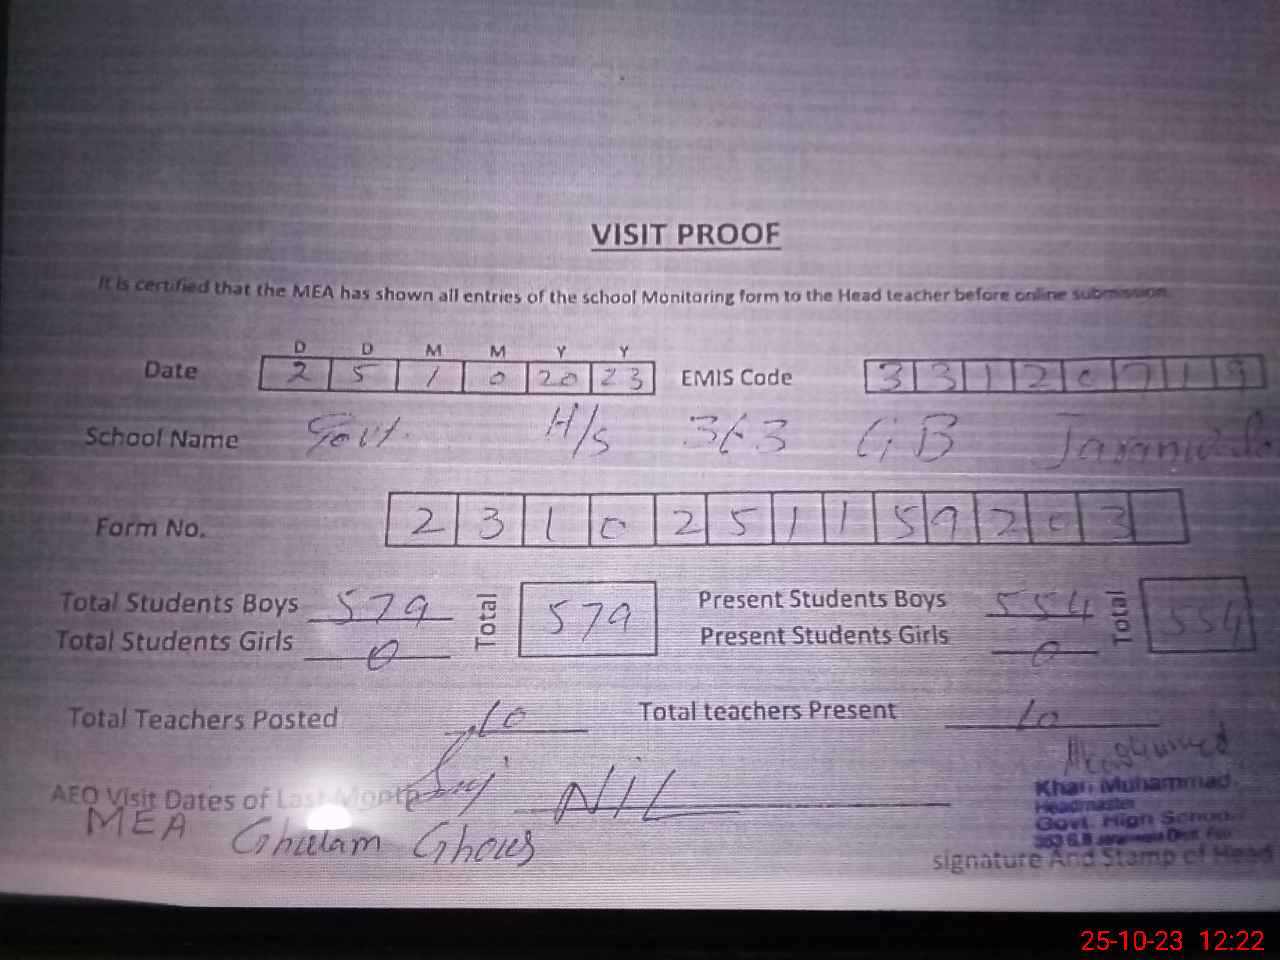 VISIT PROOF
It is certified that the MEA has shown all entries of the school Monitoring form to the Head teacher before online submission.
D D M M Y Y
Date 2 5 1 0 20 23 EMIS Code 3 3 1 2 0 7 1 9
School Name Govt. H/S 363 GB Jaranwala
Form No. 2 3 1 0 2 5 1 1 5 9 2 0 3
Total Students Boys 579 Total 579 Present Students Boys 554 Total 554
Total Students Girls 0 Present Students Girls 0
Total Teachers Posted 10 Total teachers Present 10
AEO Visit Dates of Last Month NIL
MEA Ghulam Ghous
Khan Muhammad
Headmaster
Govt. High School
363 G.B Jaranwala Distt.
signature And Stamp of Head
25-10-23 12:22